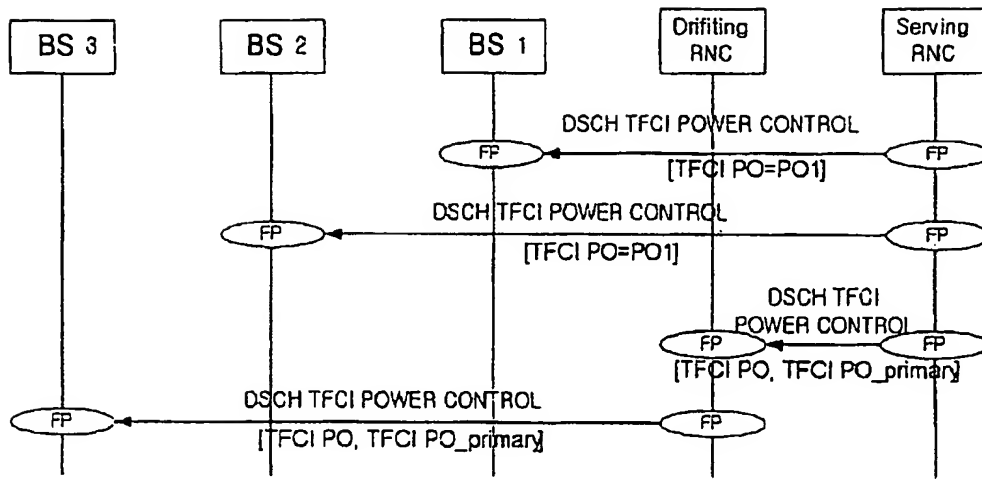 BS 3
BS 2
BS 1
Drifiting
RNC
Serving
RNC
DSCH TFCI POWER CONTROL
FP
FP
[TFCI PO=PO1]
DSCH TFCI POWER CONTROL
FP
FP
[TFCI PO=PO1]
DSCH TFCI
POWER CONTROL
FP
FP
[TFCI PO, TFCI PO_primary]
DSCH TFCI POWER CONTROL
FP
FP
[TFCI PO, TFCI PO_primary]